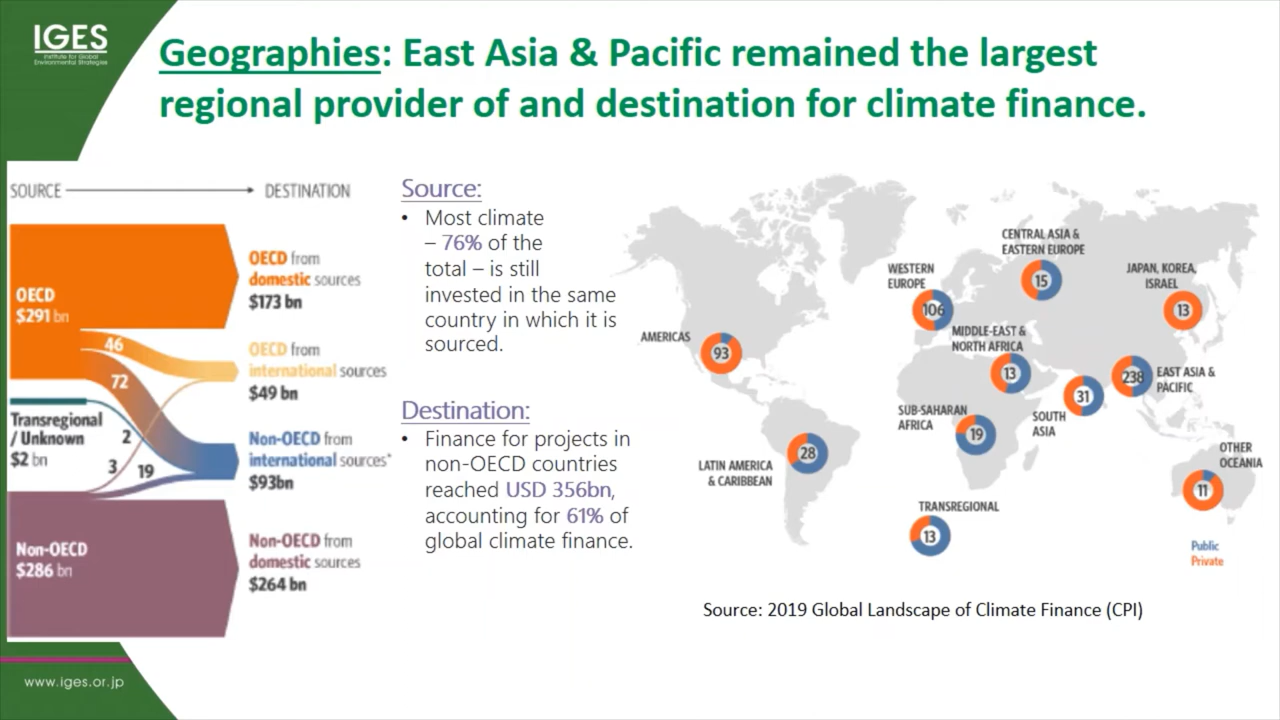 IGES
Institute for Global
Environmental Strategies
Geographies: East Asia & Pacific remained the largest
regional provider of and destination for climate finance.
SOURCE
DESTINATION
OECD
$291 bn
46
72
Transregional
/ Unknown
$2 bn
2
3
19
Non-OECD
$286 bn
OECD from
domestic sources
$173 bn
OECD from
international sources
$49 bn
Non-OECD from
international sources*
$93bn
Non-OECD from
domestic sources
$264 bn
Source:
• Most climate
– 76% of the
total – is still
invested in the same
country in which it is
sourced.
Destination:
• Finance for projects in
non-OECD countries
reached USD 356bn,
accounting for 61% of
global climate finance.
AMERICAS
93
LATIN AMERICA
& CARIBBEAN
28
WESTERN
EUROPE
106
CENTRAL ASIA &
EASTERN EUROPE
15
JAPAN, KOREA,
ISRAEL
13
MIDDLE-EAST &
NORTH AFRICA
13
SUB-SAHARAN
AFRICA
19
SOUTH
ASIA
31
238
EAST ASIA &
PACIFIC
OTHER
OCEANIA
11
TRANSREGIONAL
13
Public
Private
Source: 2019 Global Landscape of Climate Finance (CPI)
www.iges.or.jp